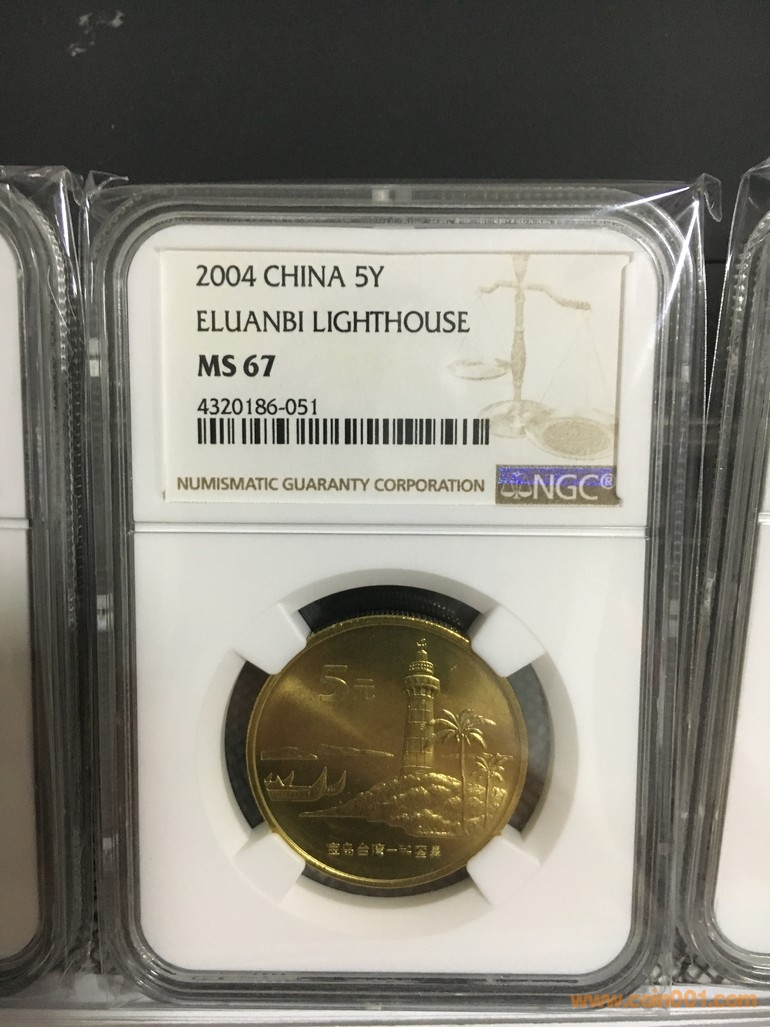 2004 CHINA 5Y
ELUANBI LIGHTHOUSE
MS 67
4320186-051
NUMISMATIC GUARANTY CORPORATION
NGC®
5元
宝岛台湾-鹅銮鼻
www.coin001.com